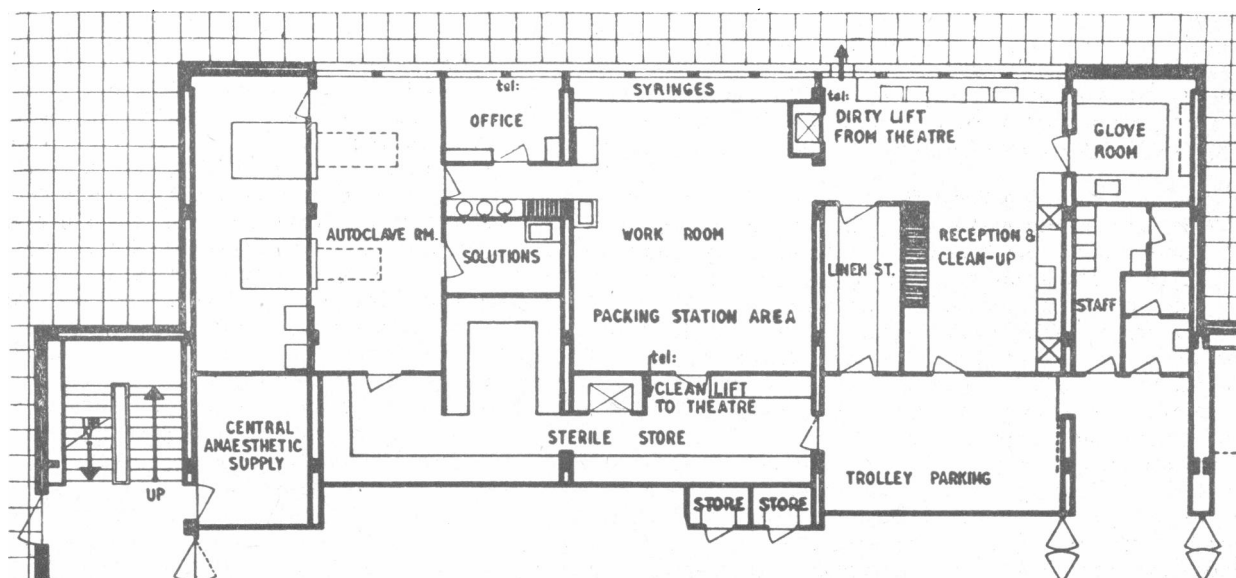 tel:
SYRINGES
OFFICE
tel:
DIRTY LIFT
FROM THEATRE
GLOVE
ROOM
AUTOCLAVE RM.
SOLUTIONS
WORK ROOM
LINEN ST.
RECEPTION &
CLEAN-UP
STAFF
PACKING STATION AREA
tel:
CLEAN LIFT
TO THEATRE
CENTRAL
ANAESTHETIC
SUPPLY
STERILE STORE
UP
TROLLEY PARKING
STORE
STORE